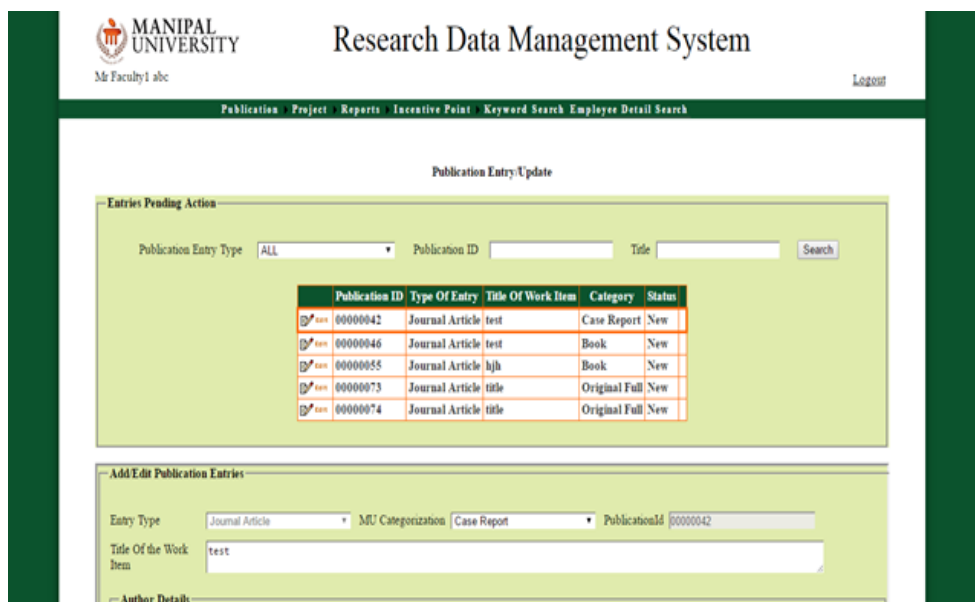 MANIPAL
UNIVERSITY
Research Data Management System
Mr Faculty1 abc
Logout
Publication Project Reports Incentive Point Keyword Search Employee Detail Search
Publication Entry/Update
Entries Pending Action
Publication Entry Type ALL Publication ID Title Search
Publication ID Type Of Entry Title Of Work Item Category Status
Edit 00000042 Journal Article test Case Report New
Edit 00000046 Journal Article test Book New
Edit 00000055 Journal Article hjh Book New
Edit 00000073 Journal Article title Original Full New
Edit 00000074 Journal Article title Original Full New
Add/Edit Publication Entries
Entry Type Journal Article MU Categorization Case Report PublicationId 00000042
Title Of the Work
Item
test
Author Details